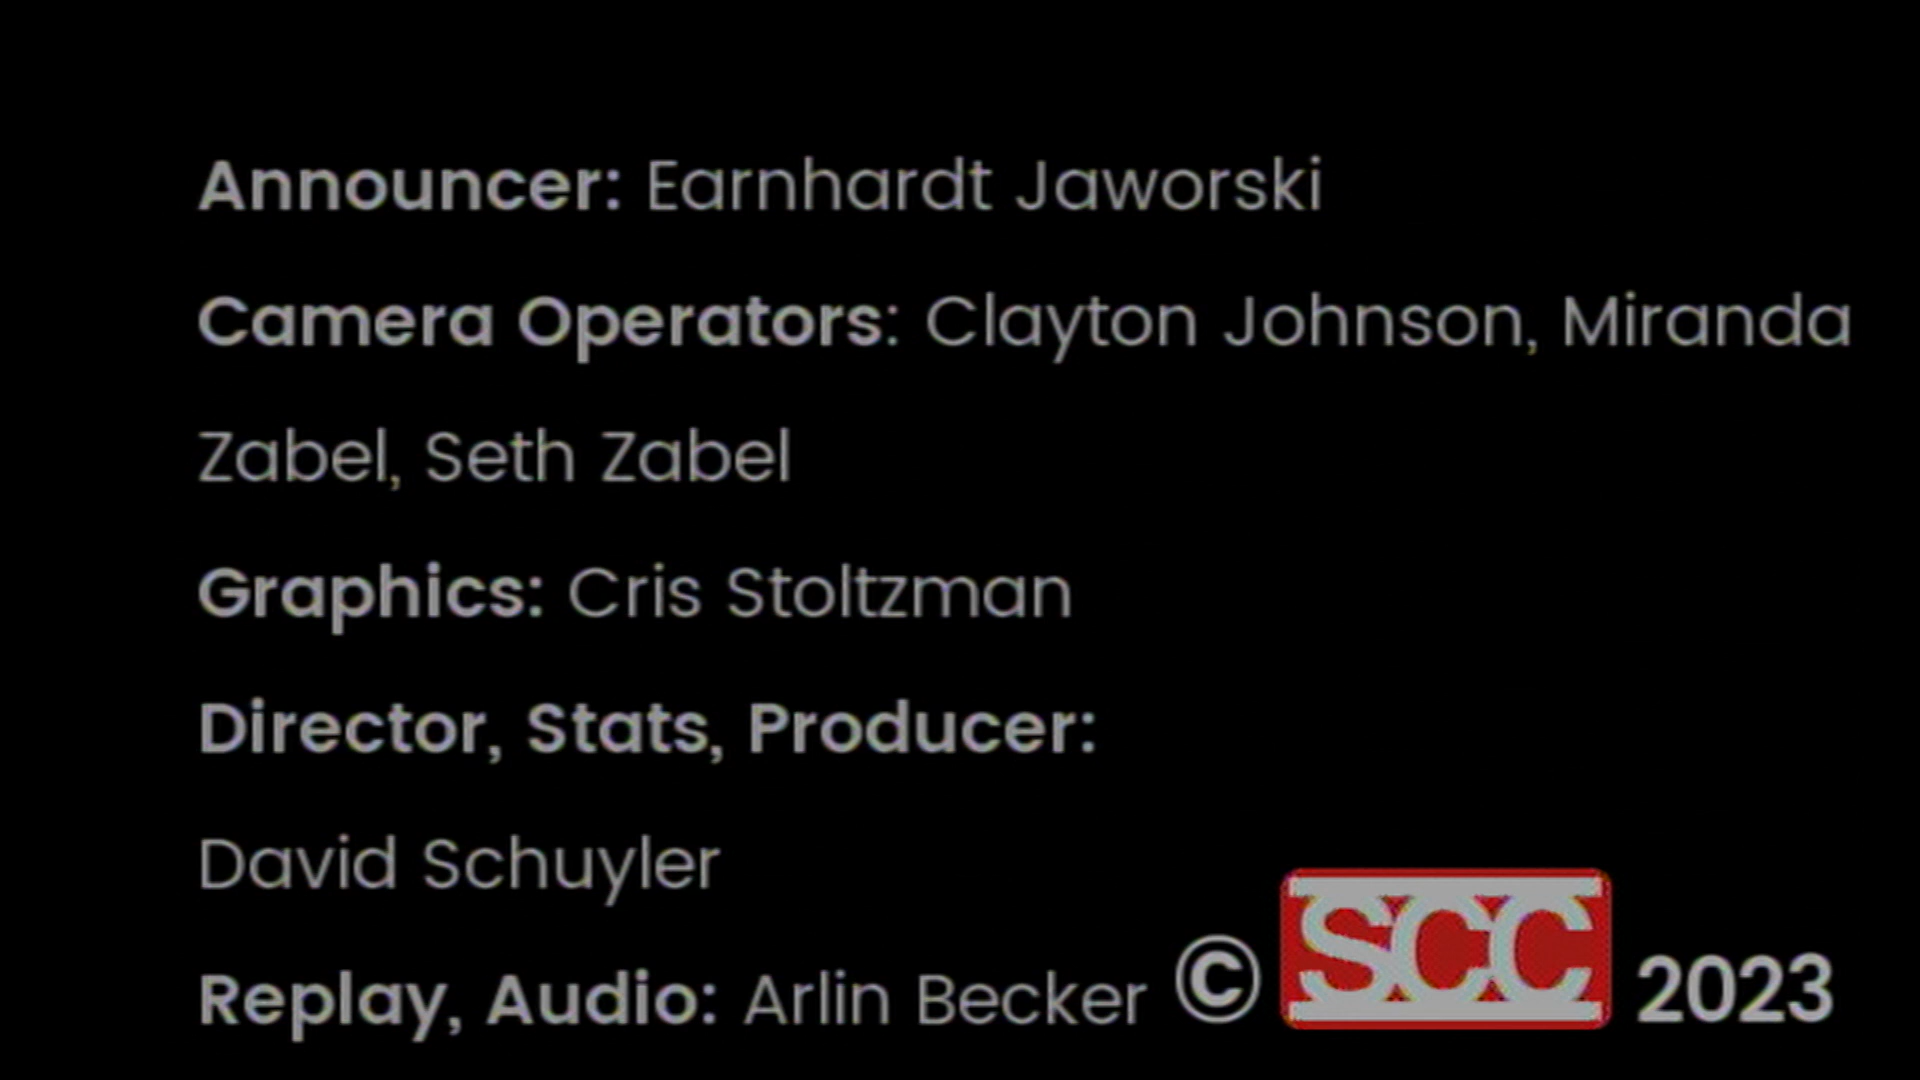 Announcer: Earnhardt Jaworski
Camera Operators: Clayton Johnson, Miranda
Zabel, Seth Zabel
Graphics: Cris Stoltzman
Director, Stats, Producer:
David Schuyler
Replay, Audio: Arlin Becker © SCC 2023